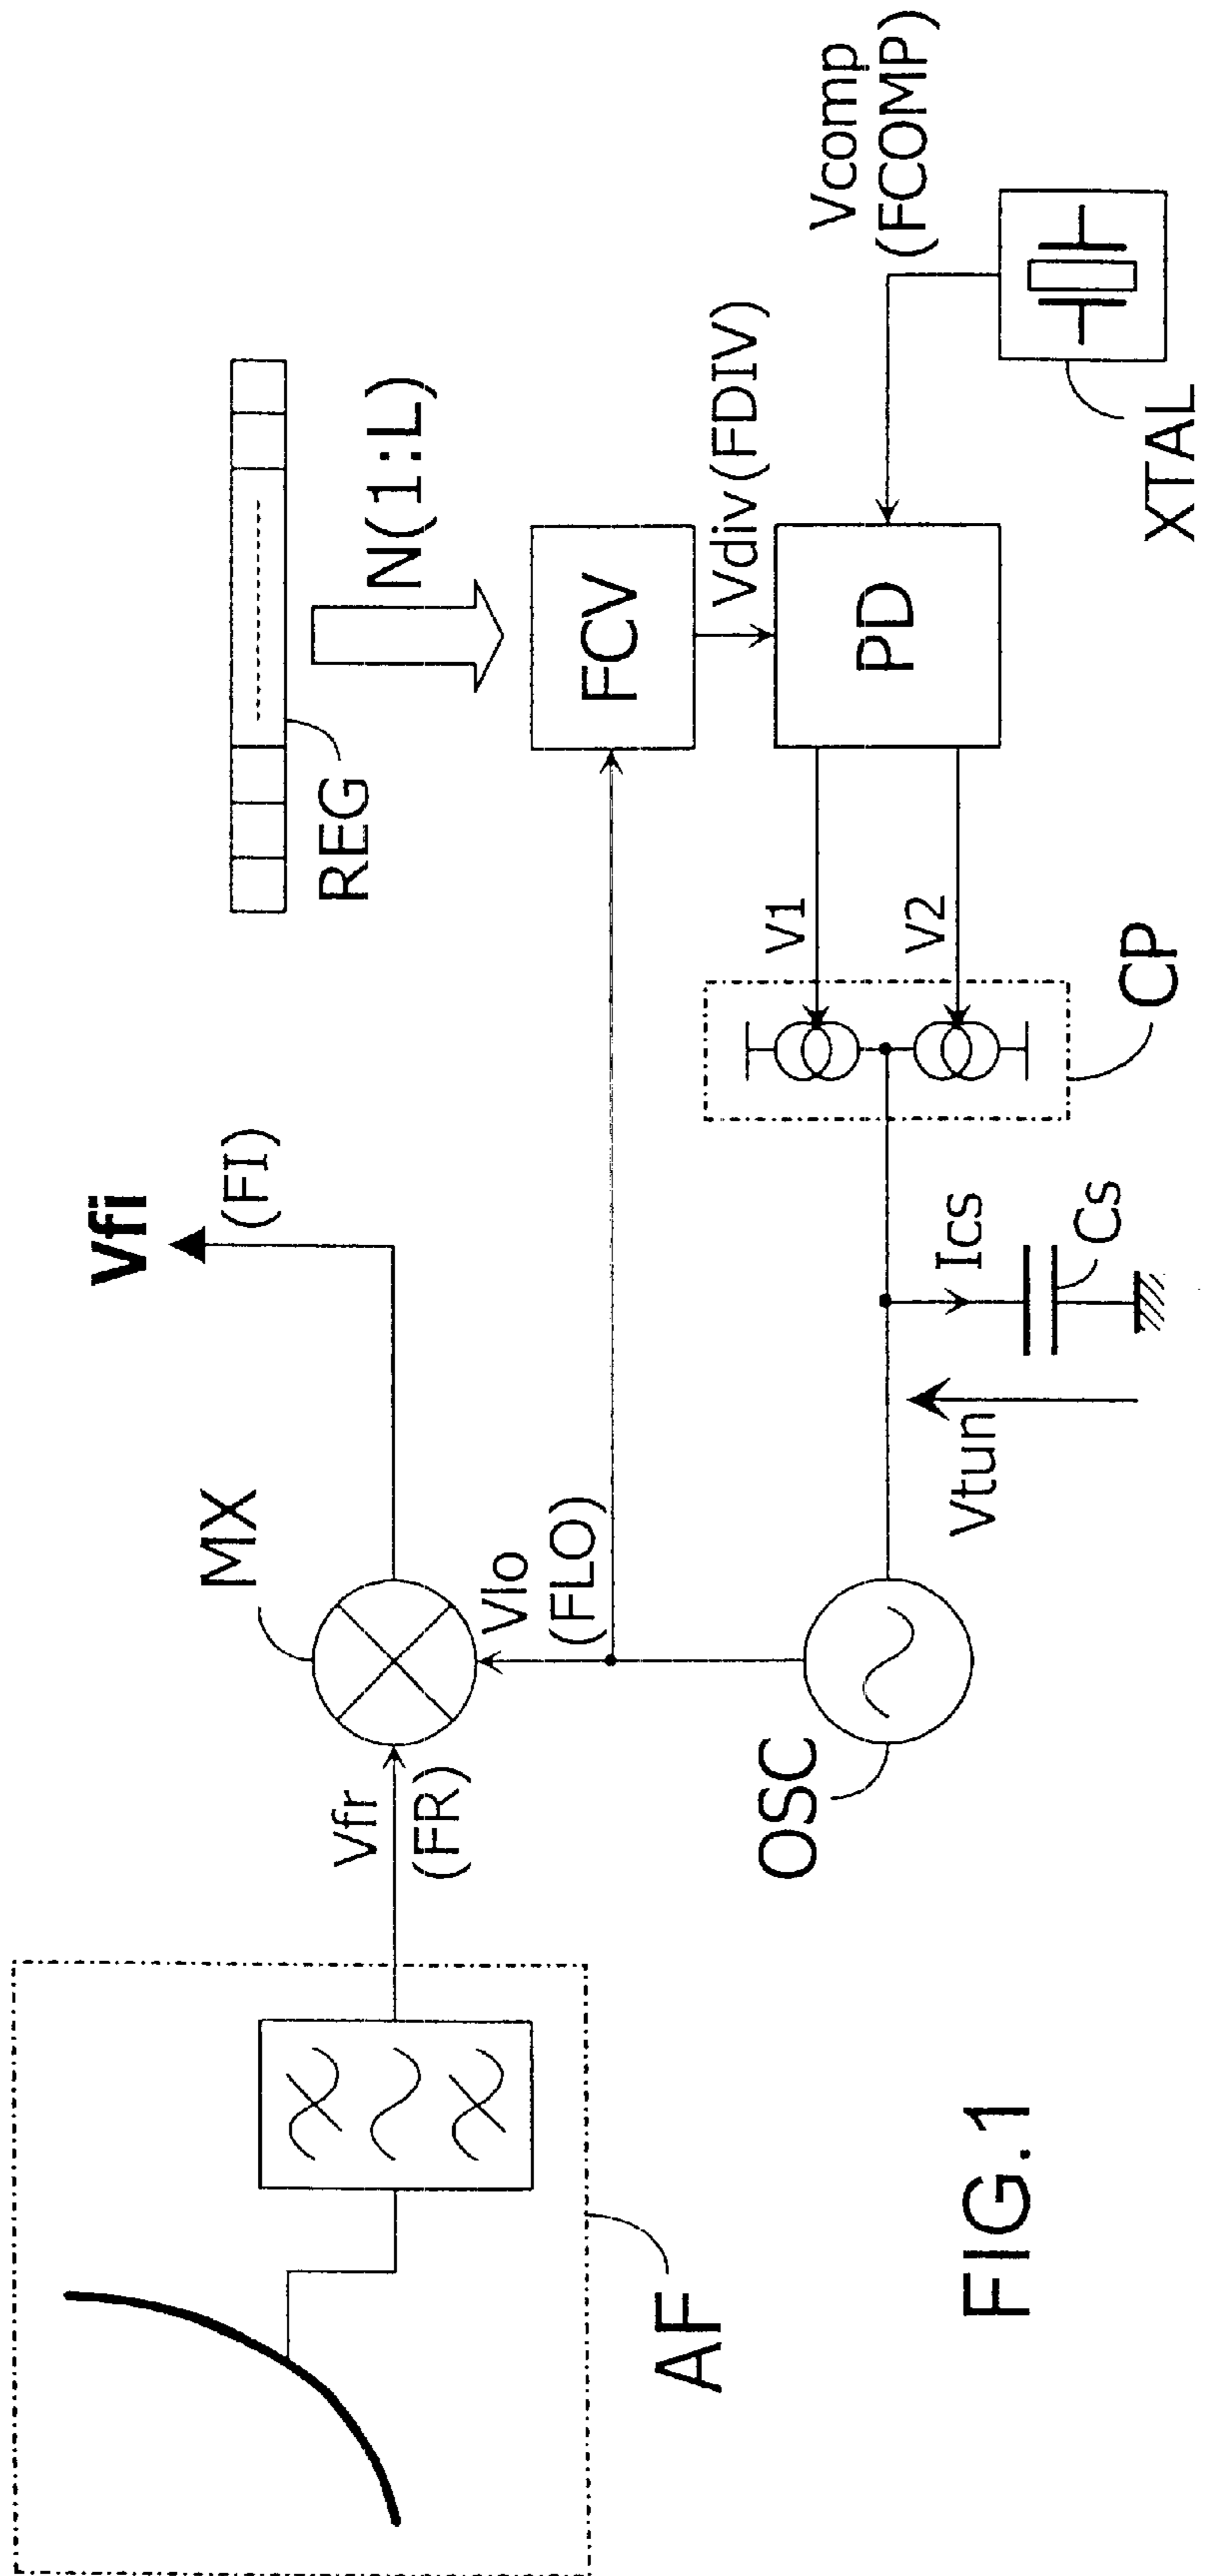 Vfi
(FI)
MX
Vfr
(FR)
Vlo
(FLO)
AF
OSC
REG
N(1:L)
FCV
Vdiv (FDIV)
PD
V1
V2
CP
Vcomp
(FCOMP)
XTAL
Ics
Cs
Vtun
FIG.1